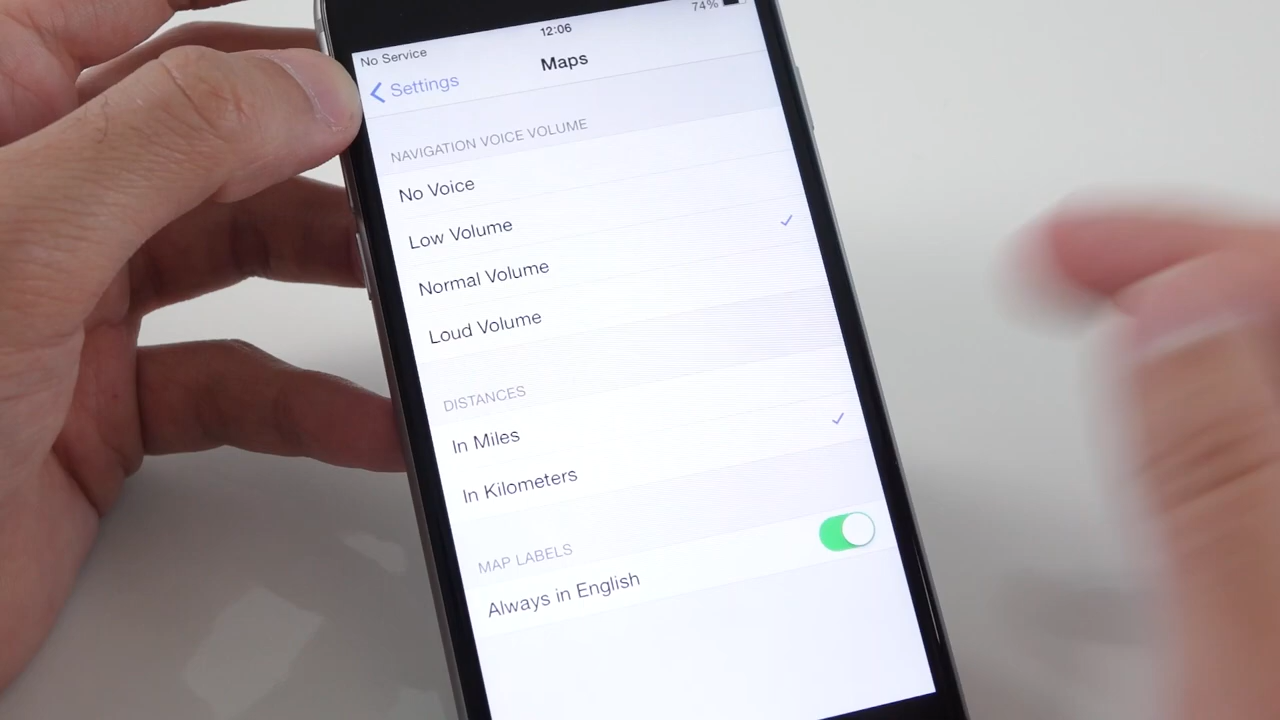 No Service 12:06 74%
Settings Maps
NAVIGATION VOICE VOLUME
No Voice
Low Volume
Normal Volume
Loud Volume
DISTANCES
In Miles
In Kilometers
MAP LABELS
Always in English